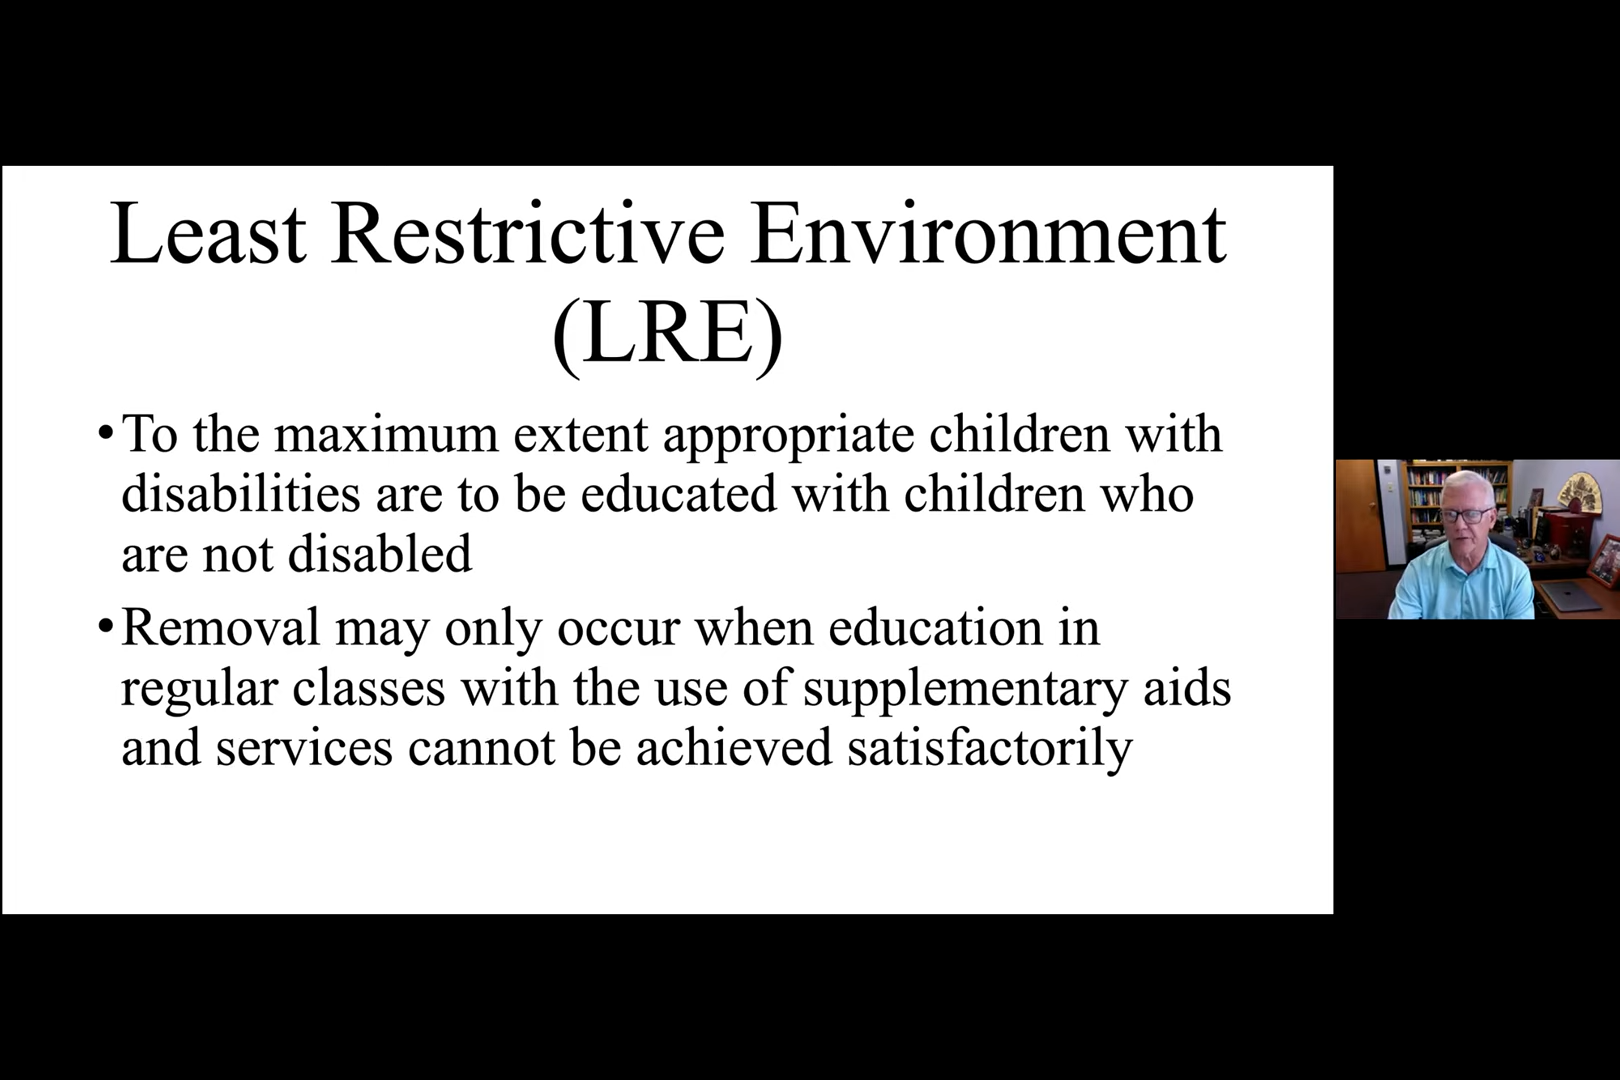 Least Restrictive Environment
(LRE)
•To the maximum extent appropriate children with
disabilities are to be educated with children who
are not disabled
•Removal may only occur when education in
regular classes with the use of supplementary aids
and services cannot be achieved satisfactorily